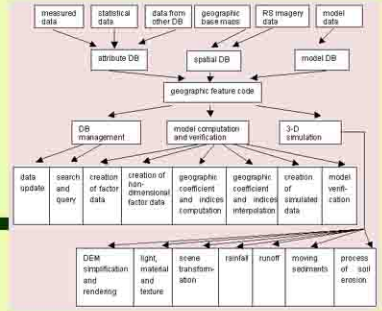 measured
data
statistical
data
data from
other DB
geographic
base maps
RS imagery
data
model
data
attribute DB
spatial DB
model DB
geographic feature code
DB
management
model computation
and verification
3-D
simulation
data
update
search
and
query
creation
of factor
data
creation of
non-
dimensional
factor data
geographic
coefficient
and indices
computation
geographic
coefficient
and indices
interpolation
creation
of
simulated
data
model
verifi-
cation
DEM
simplification
and
rendering
light,
material
and
texture
scene
transforma-
tion
rainfall
runoff
moving
sediments
process
of soil
erosion